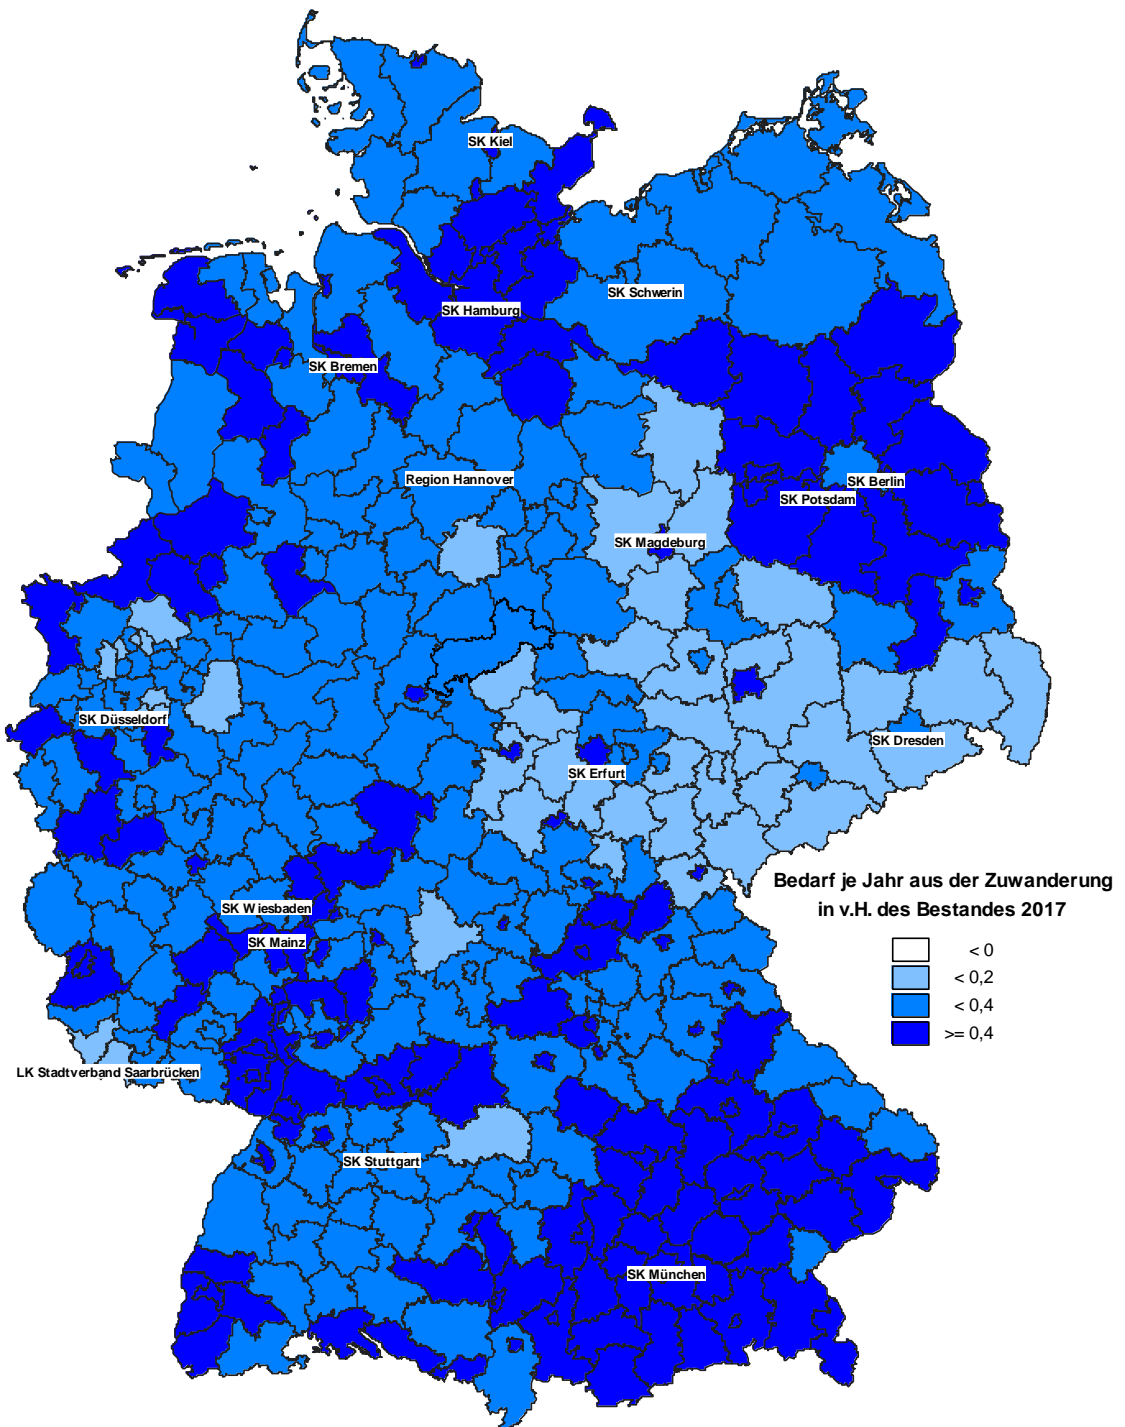 SK Kiel
SK Schwerin
SK Hamburg
SK Bremen
Region Hannover
SK Berlin
SK Potsdam
SK Magdeburg
SK Düsseldorf
SK Dresden
SK Erfurt
Bedarf je Jahr aus der Zuwanderung
in v.H. des Bestandes 2017
< 0
< 0,2
< 0,4
>= 0,4
SK Wiesbaden
SK Mainz
LK Stadtverband Saarbrücken
SK Stuttgart
SK München